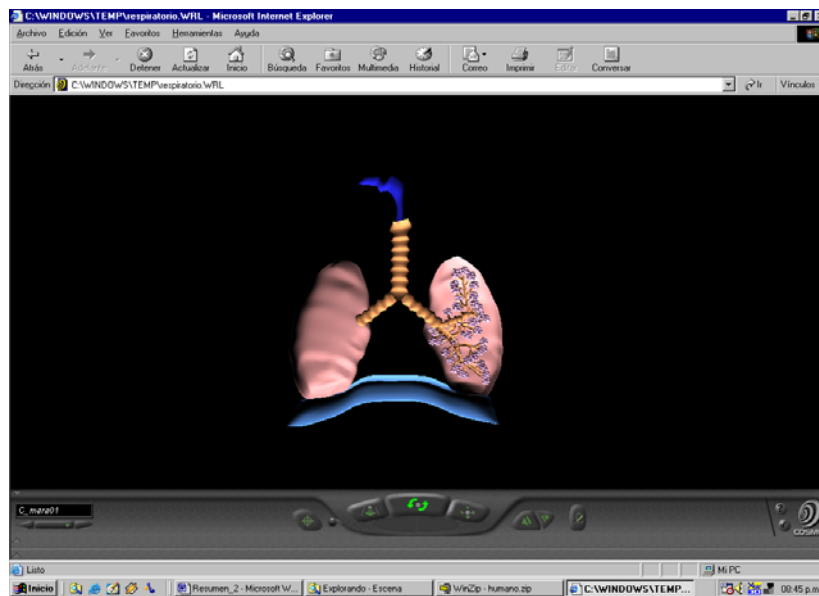 C:\WINDOWS\TEMP\respiratorio.WRL - Microsoft Internet Explorer
Archivo Edición Ver Favoritos Herramientas Ayuda
Atrás Adelante Detener Actualizar Inicio Búsqueda Favoritos Multimedia Historial Correo Imprimir Editar Conversar
Dirección C:\WINDOWS\TEMP\respiratorio.WRL Ir Vínculos
C_mara01
COSMO
Listo Mi PC
Inicio Resumen_2 - Microsoft W... Explorando - Escena WinZip - humano.zip C:\WINDOWS\TEMP... 08:45 p.m.